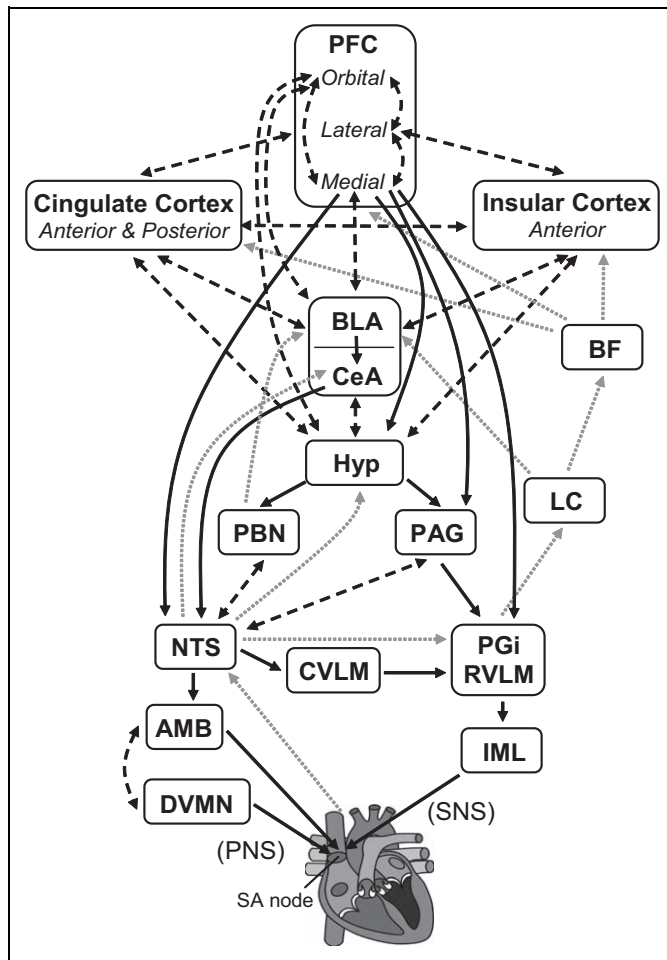 PFC
Orbital
Lateral
Medial
Cingulate Cortex
Anterior & Posterior
Insular Cortex
Anterior
BLA
CeA
BF
Hyp
LC
PBN
PAG
NTS
CVLM
PGi
RVLM
AMB
IML
DVMN
(SNS)
(PNS)
SA node